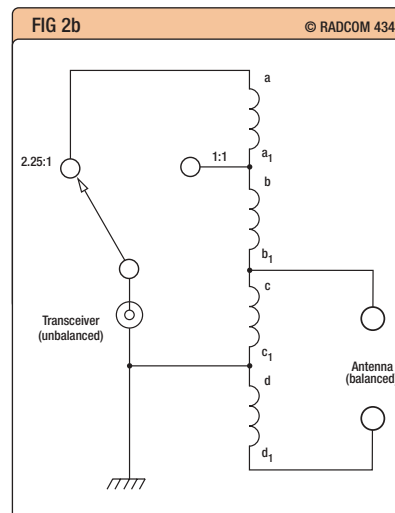 FIG 2b
© RADCOM 434
a
2.25:1
1:1
a1
b
b1
c
Transceiver
(unbalanced)
c1
Antenna
(balanced
d
d1